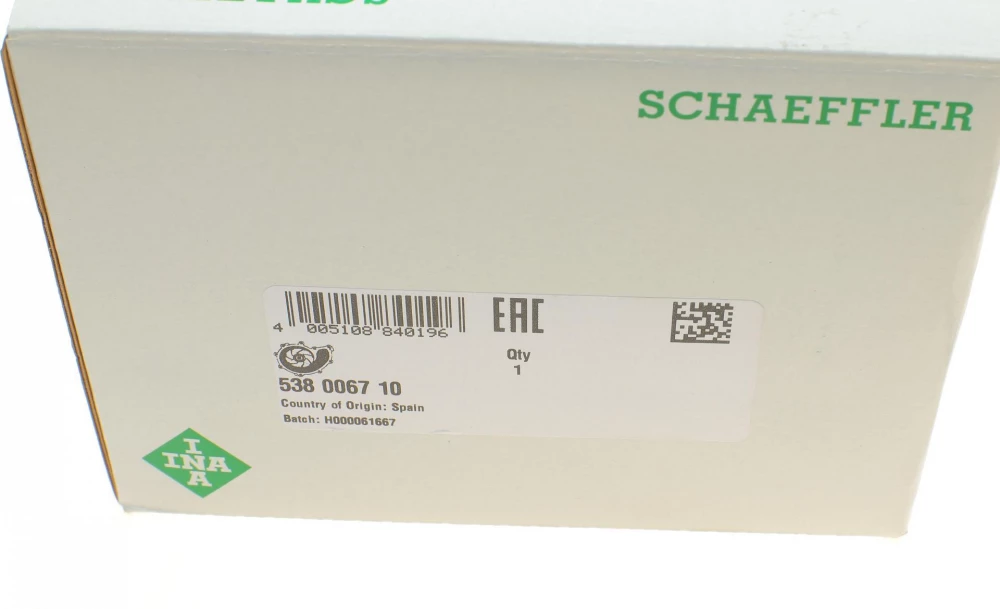 SCHAEFFLER
4 005108 840196
EAC
Qty
1
538 0067 10
Country of Origin: Spain
Batch: H000061667
I
INA
A